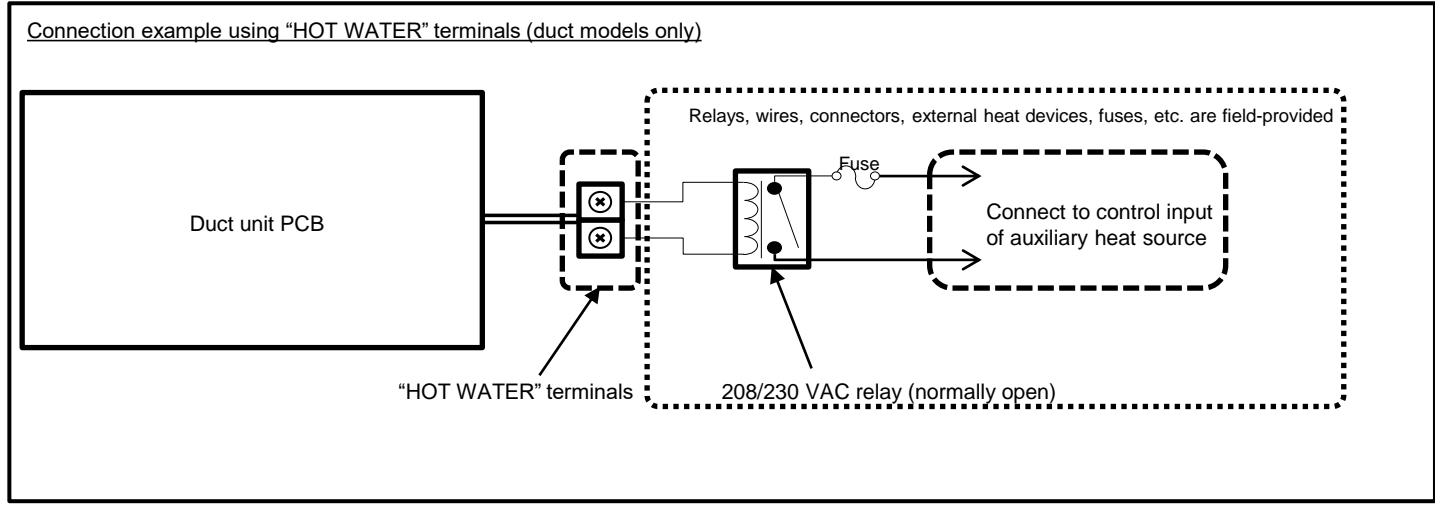 Connection example using “HOT WATER” terminals (duct models only)
Relays, wires, connectors, external heat devices, fuses, etc. are field-provided
Fuse
Duct unit PCB
Connect to control input
of auxiliary heat source
“HOT WATER” terminals
208/230 VAC relay (normally open)